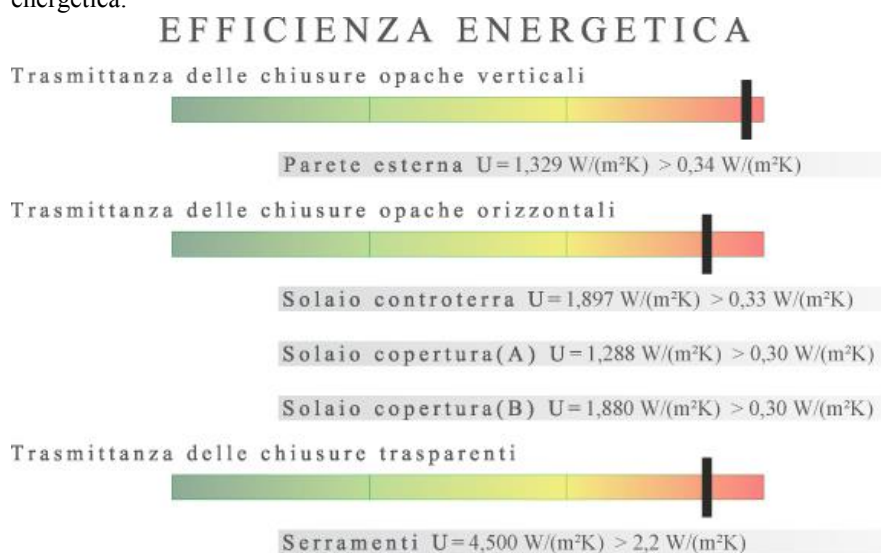 energetica.
EFFICIENZA ENERGETICA
Trasmittanza delle chiusure opache verticali
Parete esterna U=1,329 W/(m²K) > 0,34 W/(m²K)
Trasmittanza delle chiusure opache orizzontali
Solaio controterra U=1,897 W/(m²K) > 0,33 W/(m²K)
Solaio copertura(A) U=1,288 W/(m²K) > 0,30 W/(m²K)
Solaio copertura(B) U=1,880 W/(m²K) > 0,30 W/(m²K)
Trasmittanza delle chiusure trasparenti
Serramenti U=4,500 W/(m²K) > 2,2 W/(m²K)